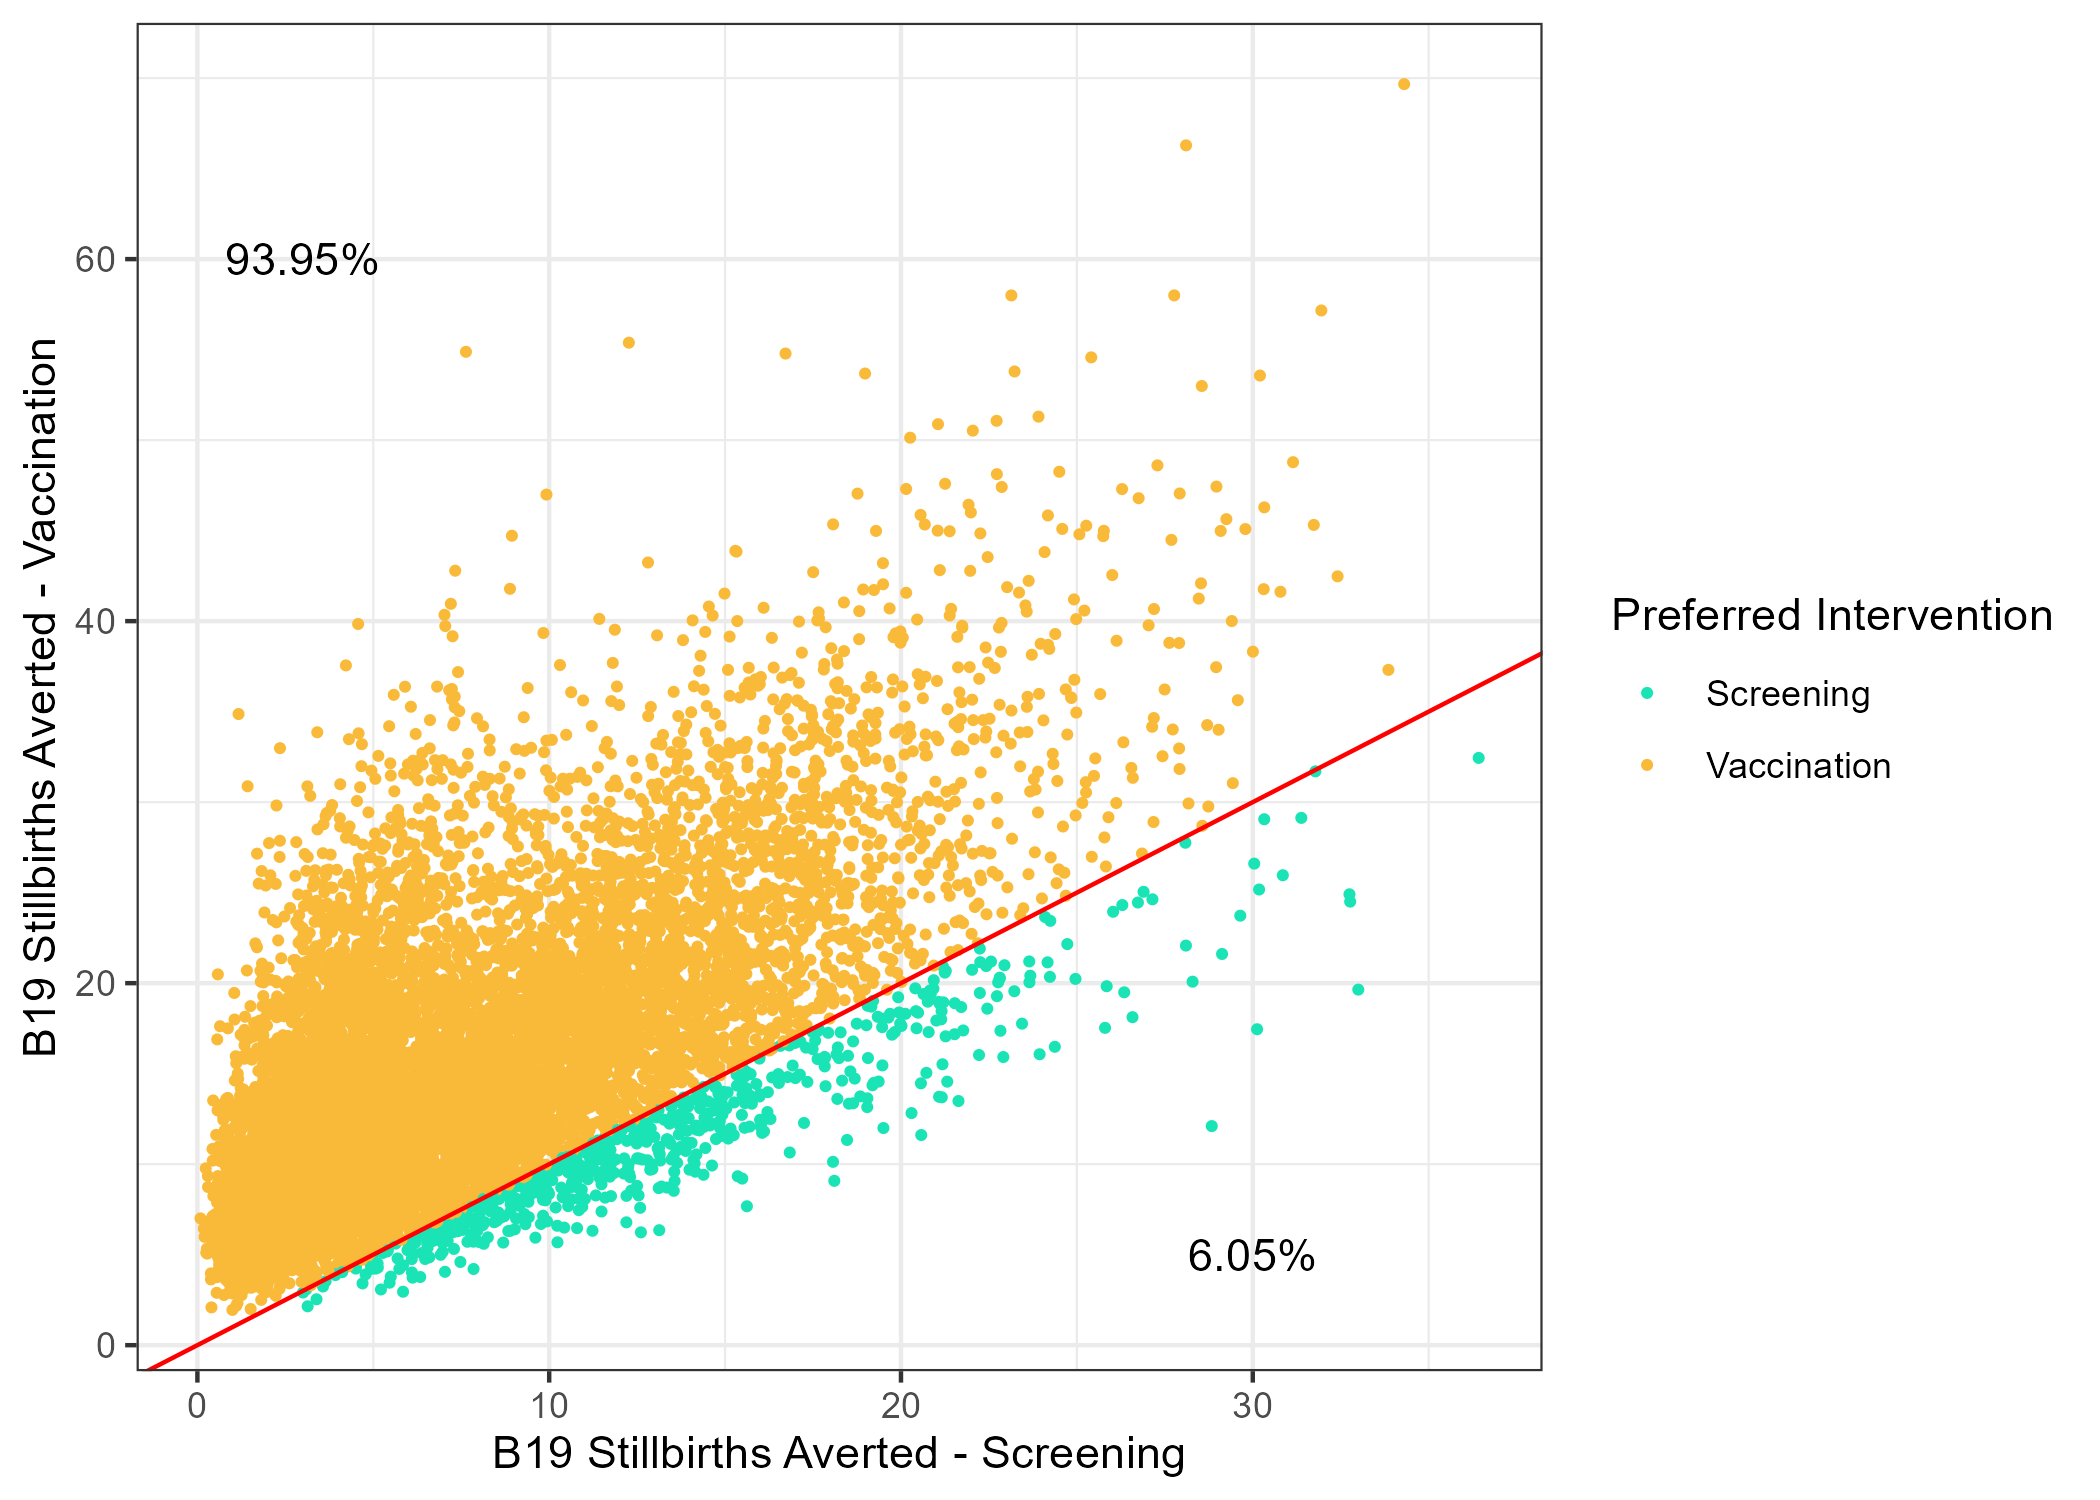 93.95%
6.05%
60
40
20
0
0
10
20
30
B19 Stillbirths Averted - Vaccination
B19 Stillbirths Averted - Screening
Preferred Intervention
Screening
Vaccination